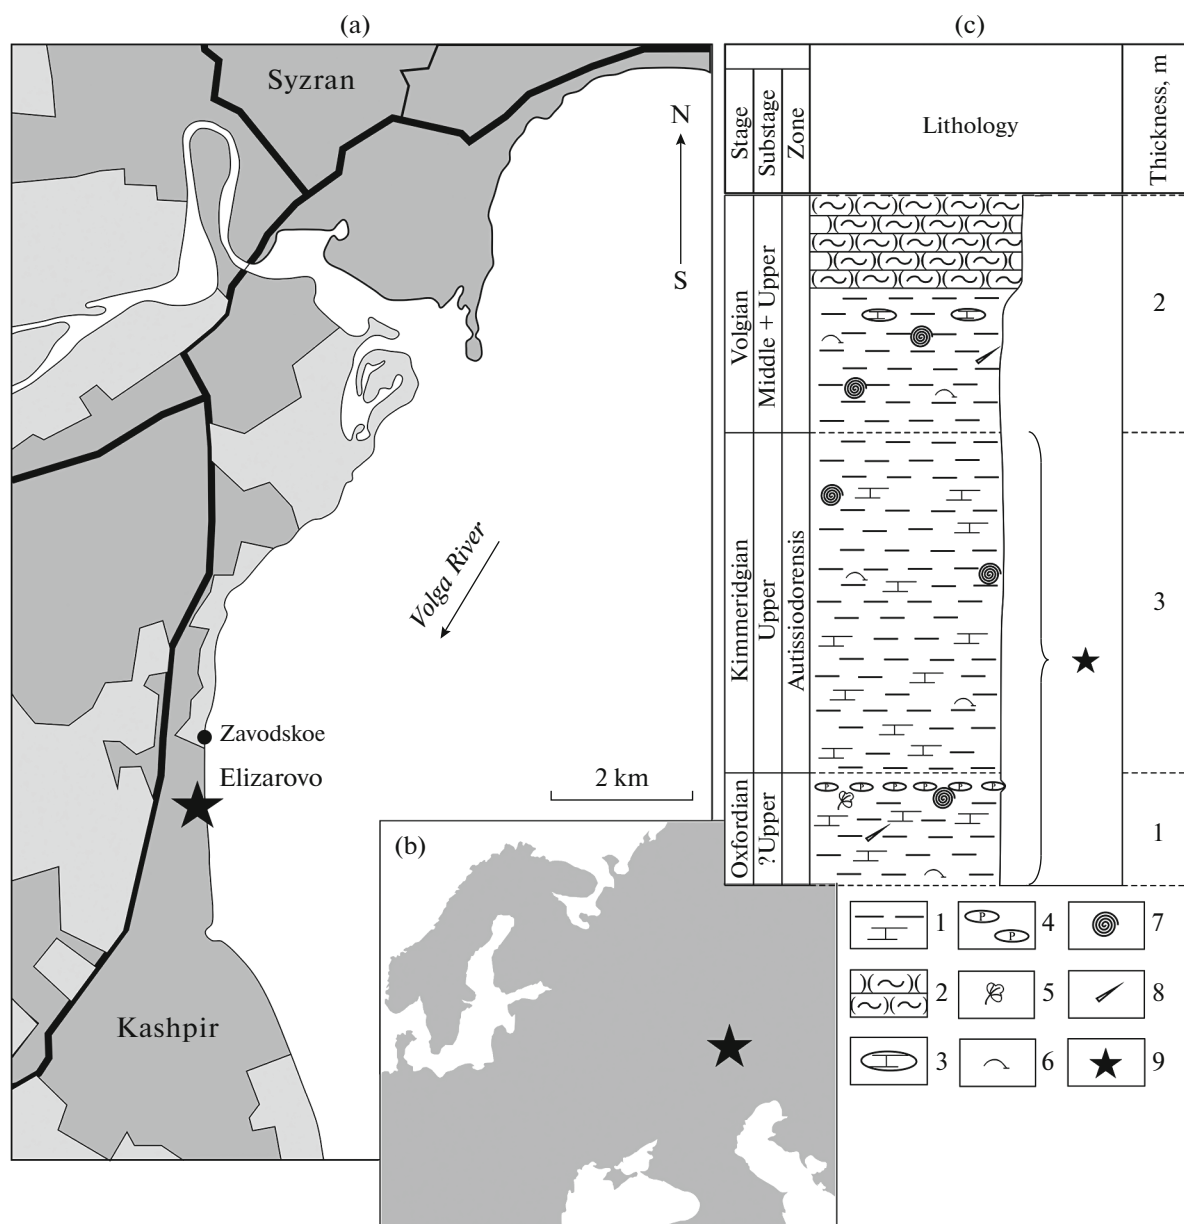 (a)
Syzran
N
S
Volga River
Zavodskoe
Elizarovo
2 km
Kashpir
(b)
(c)
Stage
Substage
Zone
Lithology
Thickness, m
Volgian
Middle + Upper
2
Kimmeridgian
Upper
Autissiodorensis
3
Oxfordian
?Upper
P P P P P P
1
1
P
P
4
7
2
5
8
3
6
9